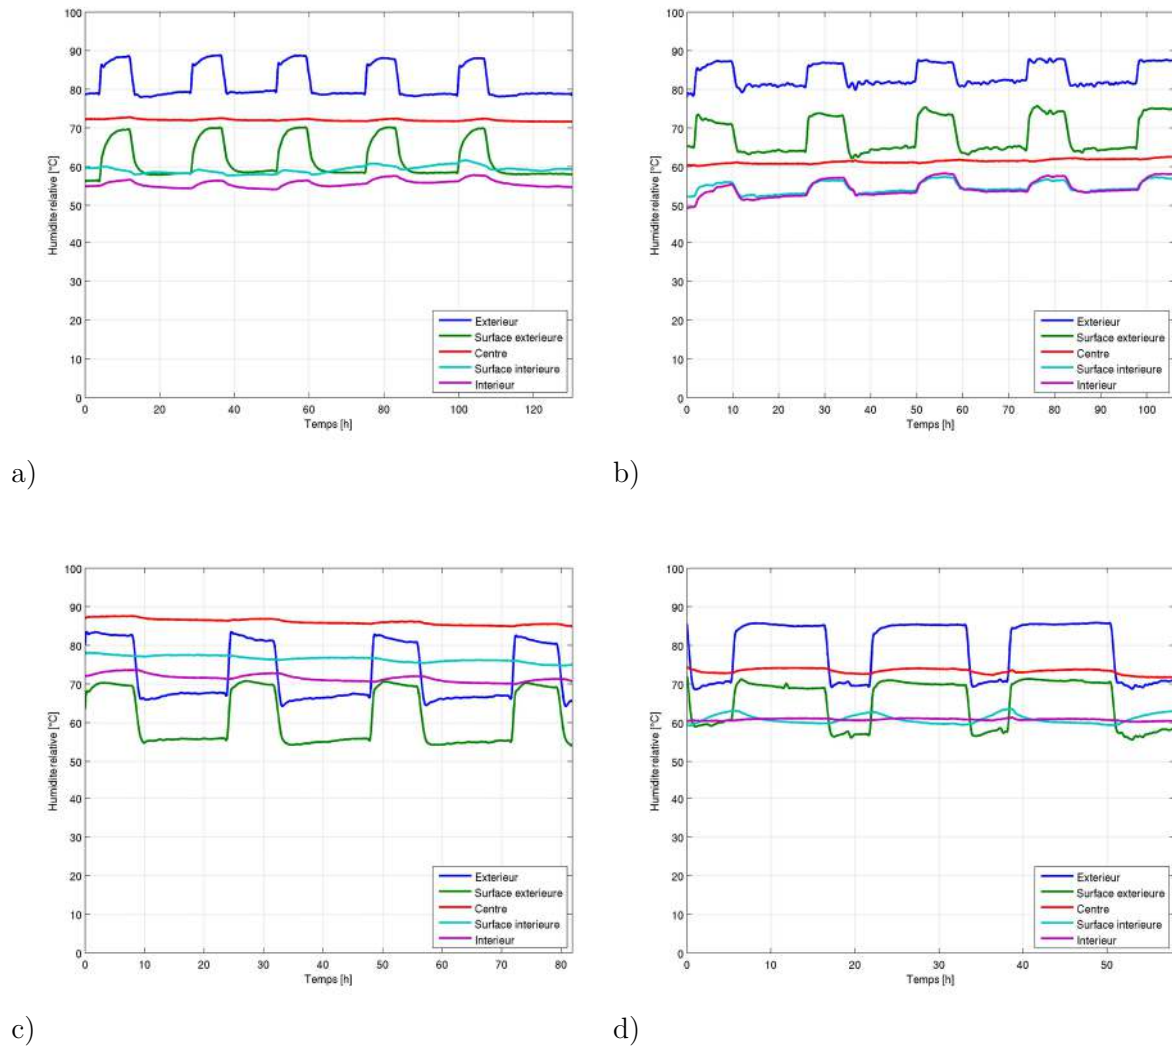 100
90
80
70
60
50
40
30
20
10
0
Humidite relative [°C]
0 20 40 60 80 100 120
Temps [h]
Exterieur
Surface exterieure
Centre
Surface interieure
Interieur
a)
100
90
80
70
60
50
40
30
20
10
0
Humidite relative [°C]
0 10 20 30 40 50 60 70 80 90 100
Temps [h]
Exterieur
Surface exterieure
Centre
Surface interieure
Interieur
b)
100
90
80
70
60
50
40
30
20
10
0
Humidite relative [°C]
0 10 20 30 40 50 60 70 80
Temps [h]
Exterieur
Surface exterieure
Centre
Surface interieure
Interieur
c)
100
90
80
70
60
50
40
30
20
10
0
Humidite relative [°C]
0 10 20 30 40 50
Temps [h]
Exterieur
Surface exterieure
Centre
Surface interieure
Interieur
d)